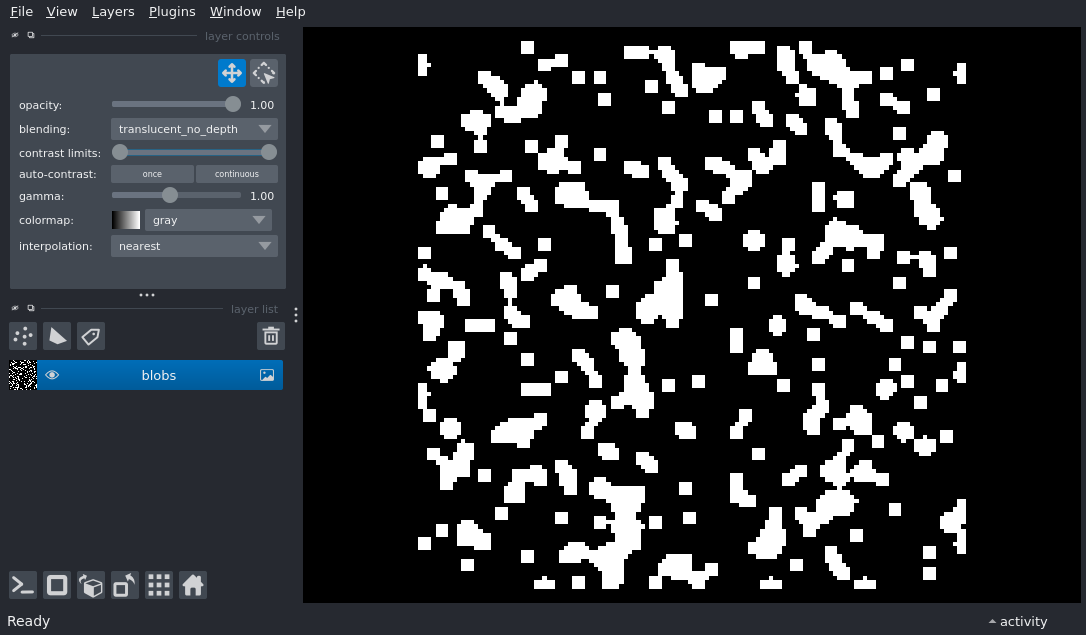 File View Layers Plugins Window Help
layer controls
opacity: 1.00
blending: translucent_no_depth
contrast limits:
auto-contrast: once continuous
gamma: 1.00
colormap: gray
interpolation: nearest
layer list
blobs
Ready activity